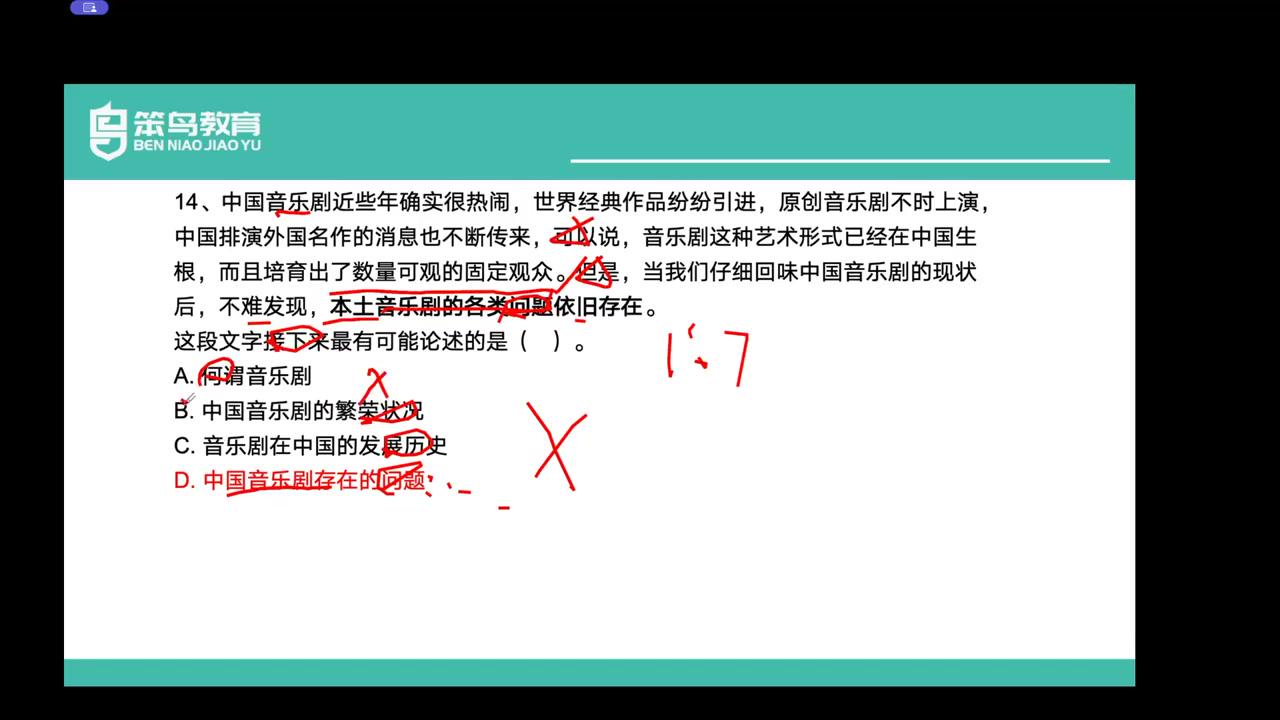 笨鸟教育
BEN NIAO JIAO YU
14、中国音乐剧近些年确实很热闹，世界经典作品纷纷引进，原创音乐剧不时上演，
中国排演外国名作的消息也不断传来，可以说，音乐剧这种艺术形式已经在中国生
根，而且培育出了数量可观的固定观众。但是，当我们仔细回味中国音乐剧的现状
后，不难发现，本土音乐剧的各类问题依旧存在。
这段文字接下来最有可能论述的是（ ）。
1:7
A. 何谓音乐剧
B. 中国音乐剧的繁荣状况
C. 音乐剧在中国的发展历史
D. 中国音乐剧存在的问题